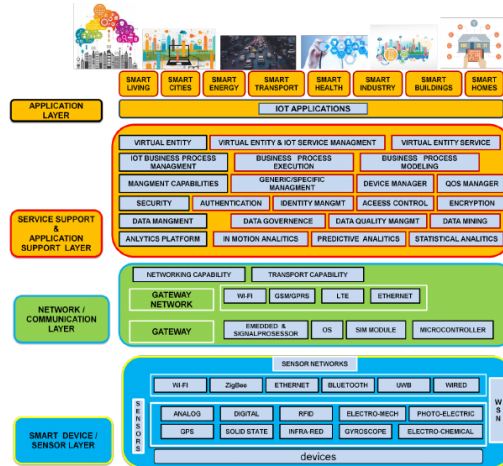 SMART LIVING
SMART CITIES
SMART ENERGY
SMART TRANSPORT
SMART HEALTH
SMART INDUSTRY
SMART BUILDINGS
SMART HOMES
APPLICATION LAYER
IOT APPLICATIONS
VIRTUAL ENTITY
VIRTUAL ENTITY & IOT SERVICE MANAGMENT
VIRTUAL ENTITY SERVICE
IOT BUSINESS PROCESS MANAGMENT
BUSINESS PROCESS EXECUTION
BUSINESS PROCESS MODELING
MANGMENT CAPABILITIES
GENERIC/SPECIFIC MANAGMENT
DEVICE MANAGER
QOS MANAGER
SECURITY
AUTHENTICATION
IDENTITY MANGMT
ACEESS CONTROL
ENCRYPTION
SERVICE SUPPORT & APPLICATION SUPPORT LAYER
DATA MANGMENT
DATA GOVERNENCE
DATA QUALITY MANGMT
DATA MINING
ANLYTICS PLATFORM
IN MOTION ANALITICS
PREDICTIVE ANALITICS
STATISTICAL ANALITICS
NETWORKING CAPABILITY
TRANSPORT CAPABILITY
GATEWAY NETWORK
WI-FI
GSM/GPRS
LTE
ETHERNET
NETWORK / COMMUNICATION LAYER
GATEWAY
EMEDDED & SIGNALPROSESSOR
OS
SIM MODULE
MICROCONTROLLER
SENSOR NETWORKS
WI-FI
ZigBee
ETHERNET
BLUETOOTH
UWB
WIRED
SMART DEVICE / SENSOR LAYER
SENSORS
ANALOG
DIGITAL
RFID
ELECTRO-MECH
PHOTO-ELECTRIC
WSN
GPS
SOLID STATE
INFRA-RED
GYROSCOPE
ELECTRO-CHEMICAL
devices